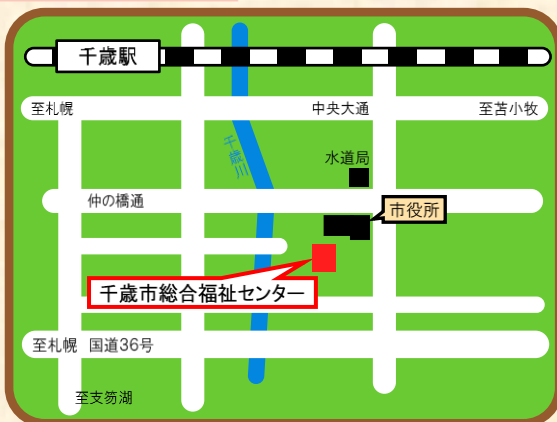 千歳駅
至札幌
中央大通
至苫小牧
千歳川
水道局
仲の橋通
市役所
千歳市総合福祉センター
至札幌 国道36号
至支笏湖